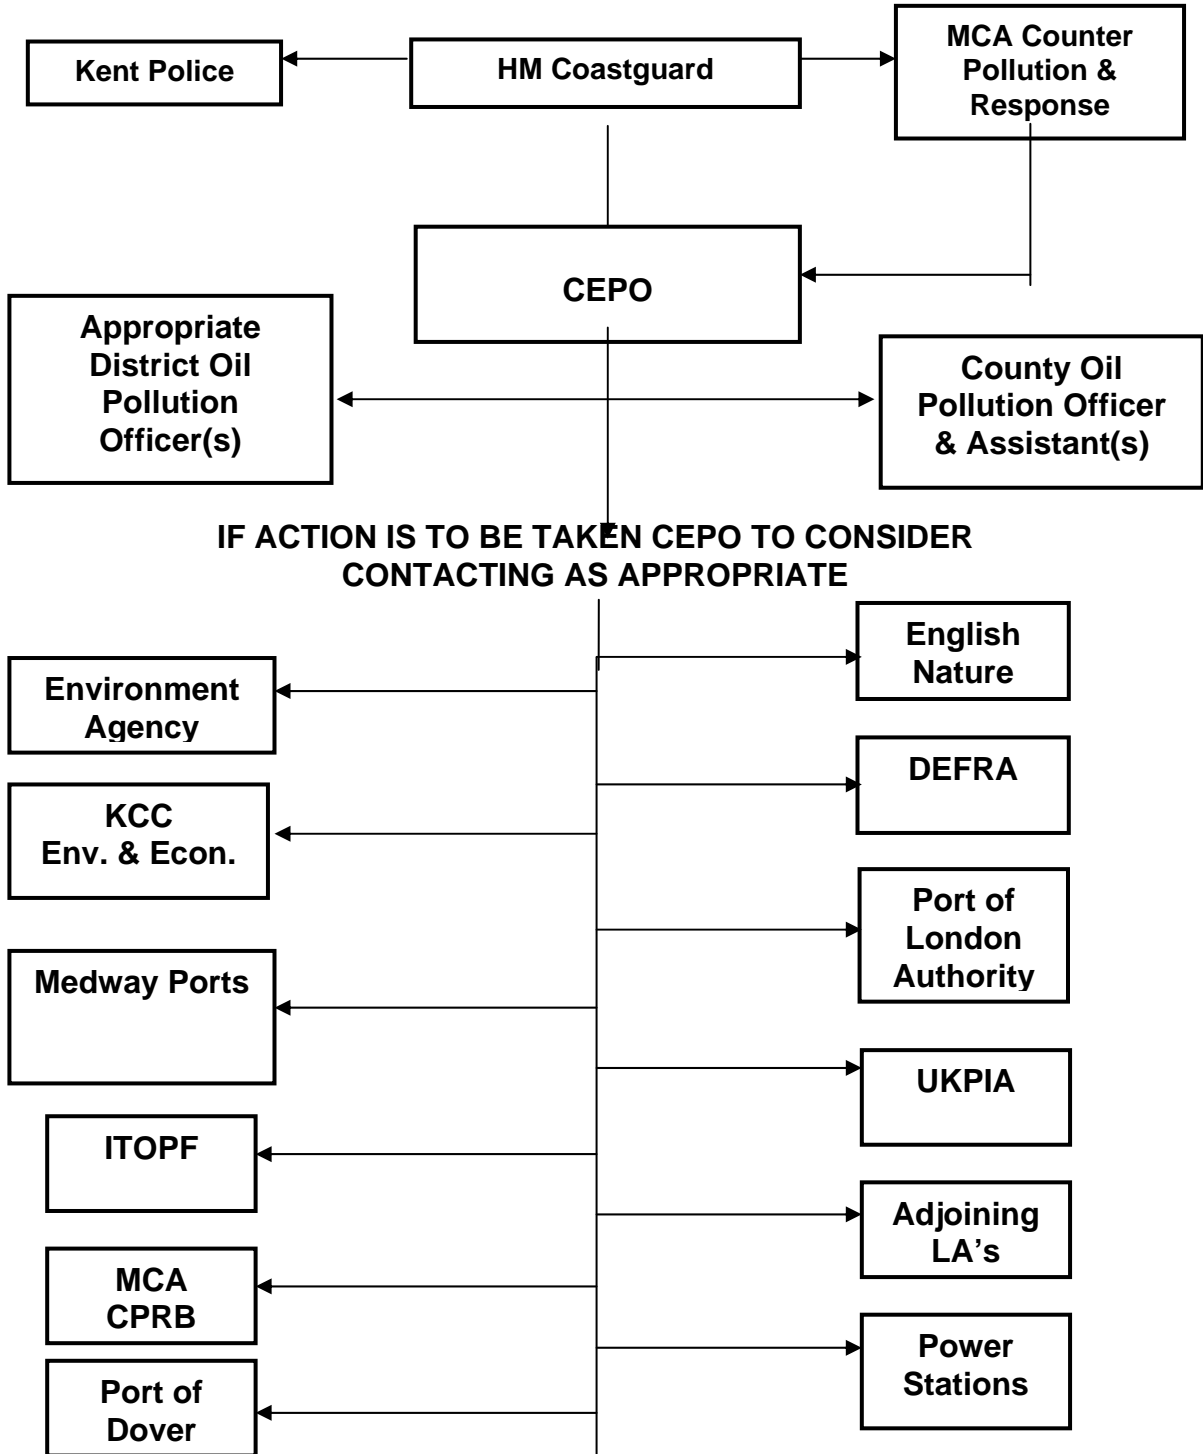 Kent Police
HM Coastguard
MCA Counter
Pollution &
Response
CEPO
Appropriate
District Oil
Pollution
Officer(s)
County Oil
Pollution Officer
& Assistant(s)
IF ACTION IS TO BE TAKEN CEPO TO CONSIDER
CONTACTING AS APPROPRIATE
English
Nature
Environment
Agency
DEFRA
KCC
Env. & Econ.
Port of
London
Authority
Medway Ports
UKPIA
ITOPF
Adjoining
LA’s
MCA
CPRB
Power
Stations
Port of
Dover